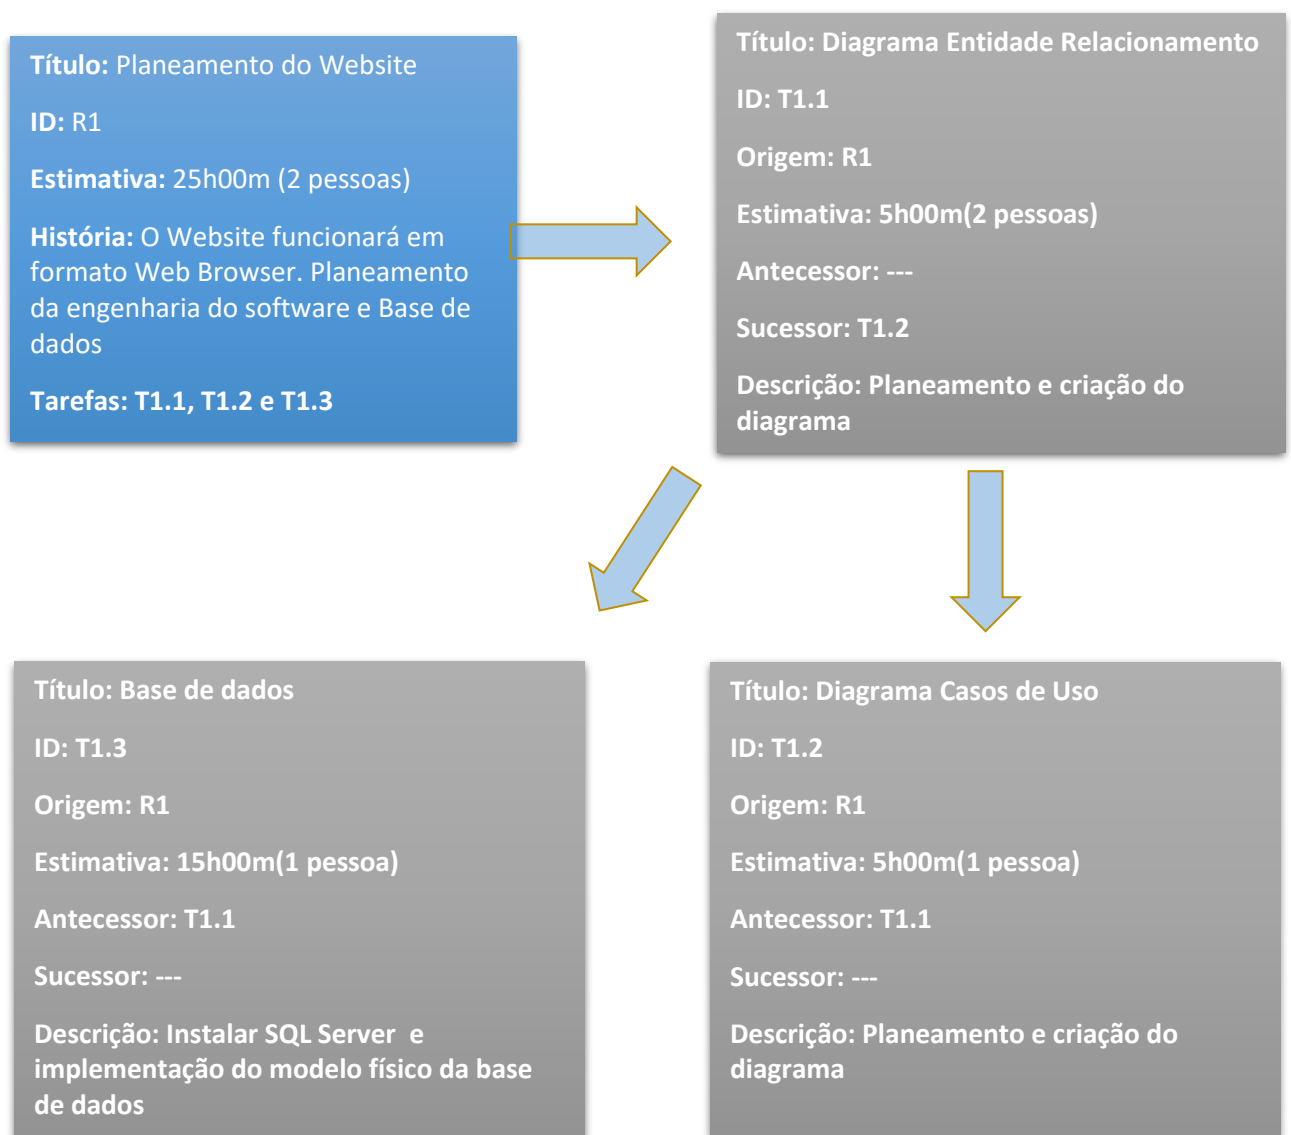 Título: Planeamento do Website
ID: R1
Estimativa: 25h00m (2 pessoas)
História: O Website funcionará em
formato Web Browser. Planeamento
da engenharia do software e Base de
dados
Tarefas: T1.1, T1.2 e T1.3
Título: Diagrama Entidade Relacionamento
ID: T1.1
Origem: R1
Estimativa: 5h00m(2 pessoas)
Antecessor: ---
Sucessor: T1.2
Descrição: Planeamento e criação do
diagrama
Título: Base de dados
ID: T1.3
Origem: R1
Estimativa: 15h00m(1 pessoa)
Antecessor: T1.1
Sucessor: ---
Descrição: Instalar SQL Server  e
implementação do modelo físico da base
de dados
Título: Diagrama Casos de Uso
ID: T1.2
Origem: R1
Estimativa: 5h00m(1 pessoa)
Antecessor: T1.1
Sucessor: ---
Descrição: Planeamento e criação do
diagrama